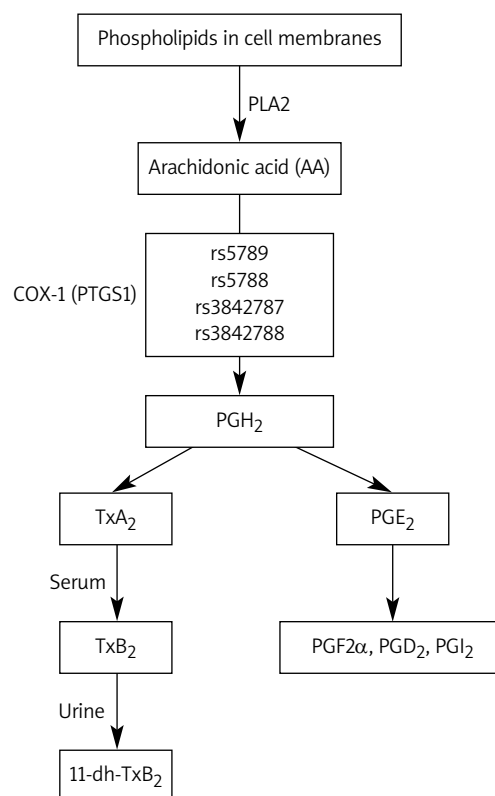 Phospholipids in cell membranes
PLA2
Arachidonic acid (AA)
COX-1 (PTGS1)
rs5789
rs5788
rs3842787
rs3842788
PGH₂
TxA₂
PGE₂
Serum
TxB₂
PGF2α, PGD₂, PGI₂
Urine
11-dh-TxB₂